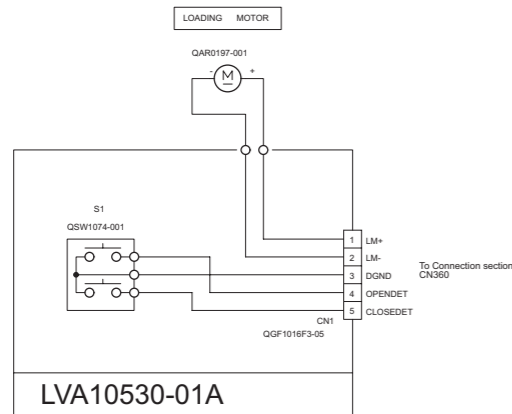 LOADING MOTOR
QAR0197-001
- M +
S1
QSW1074-001
1 LM+
2 LM-
3 DGND
4 OPENDET
5 CLOSEDET
To Connection section
CN360
CN1
QGF1016F3-05
LVA10530-01A